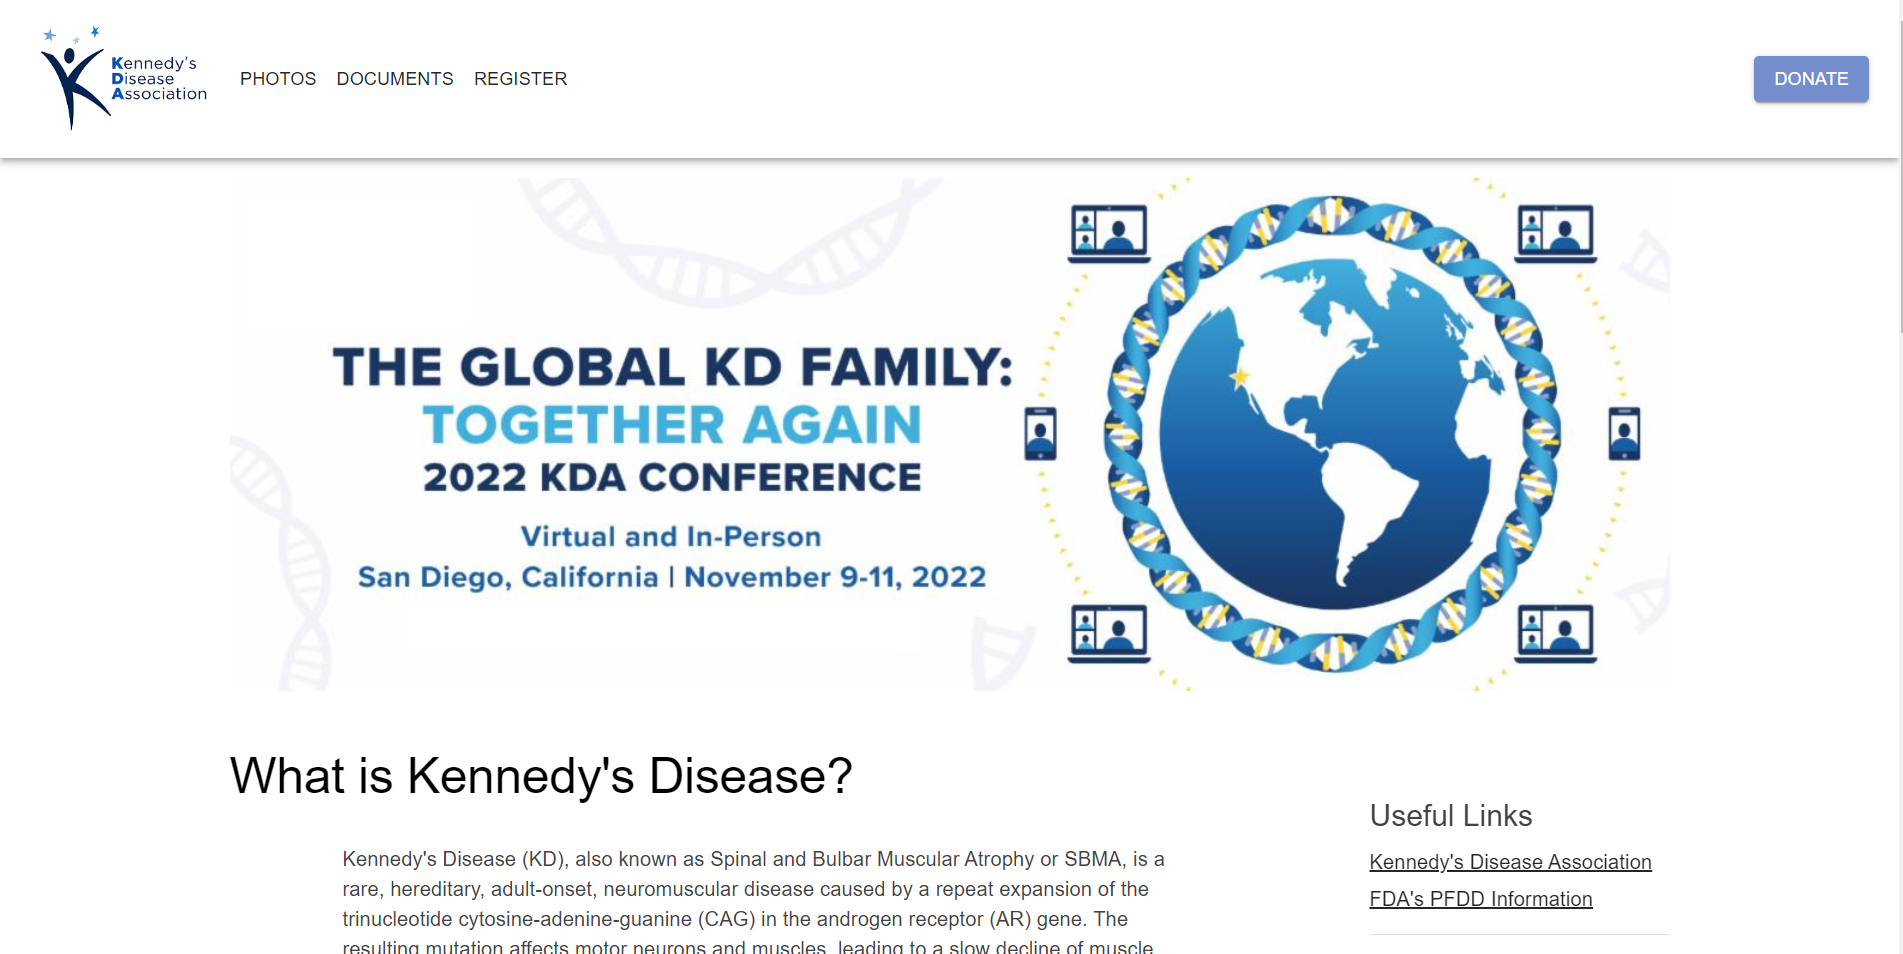 Kennedy's
Disease
Association
PHOTOS DOCUMENTS REGISTER
DONATE
THE GLOBAL KD FAMILY:
TOGETHER AGAIN
2022 KDA CONFERENCE
Virtual and In-Person
San Diego, California | November 9-11, 2022
What is Kennedy's Disease?
Kennedy's Disease (KD), also known as Spinal and Bulbar Muscular Atrophy or SBMA, is a
rare, hereditary, adult-onset, neuromuscular disease caused by a repeat expansion of the
trinucleotide cytosine-adenine-guanine (CAG) in the androgen receptor (AR) gene. The
resulting mutation affects motor neurons and muscles, leading to a slow decline of muscle
Useful Links
Kennedy's Disease Association
FDA's PFDD Information